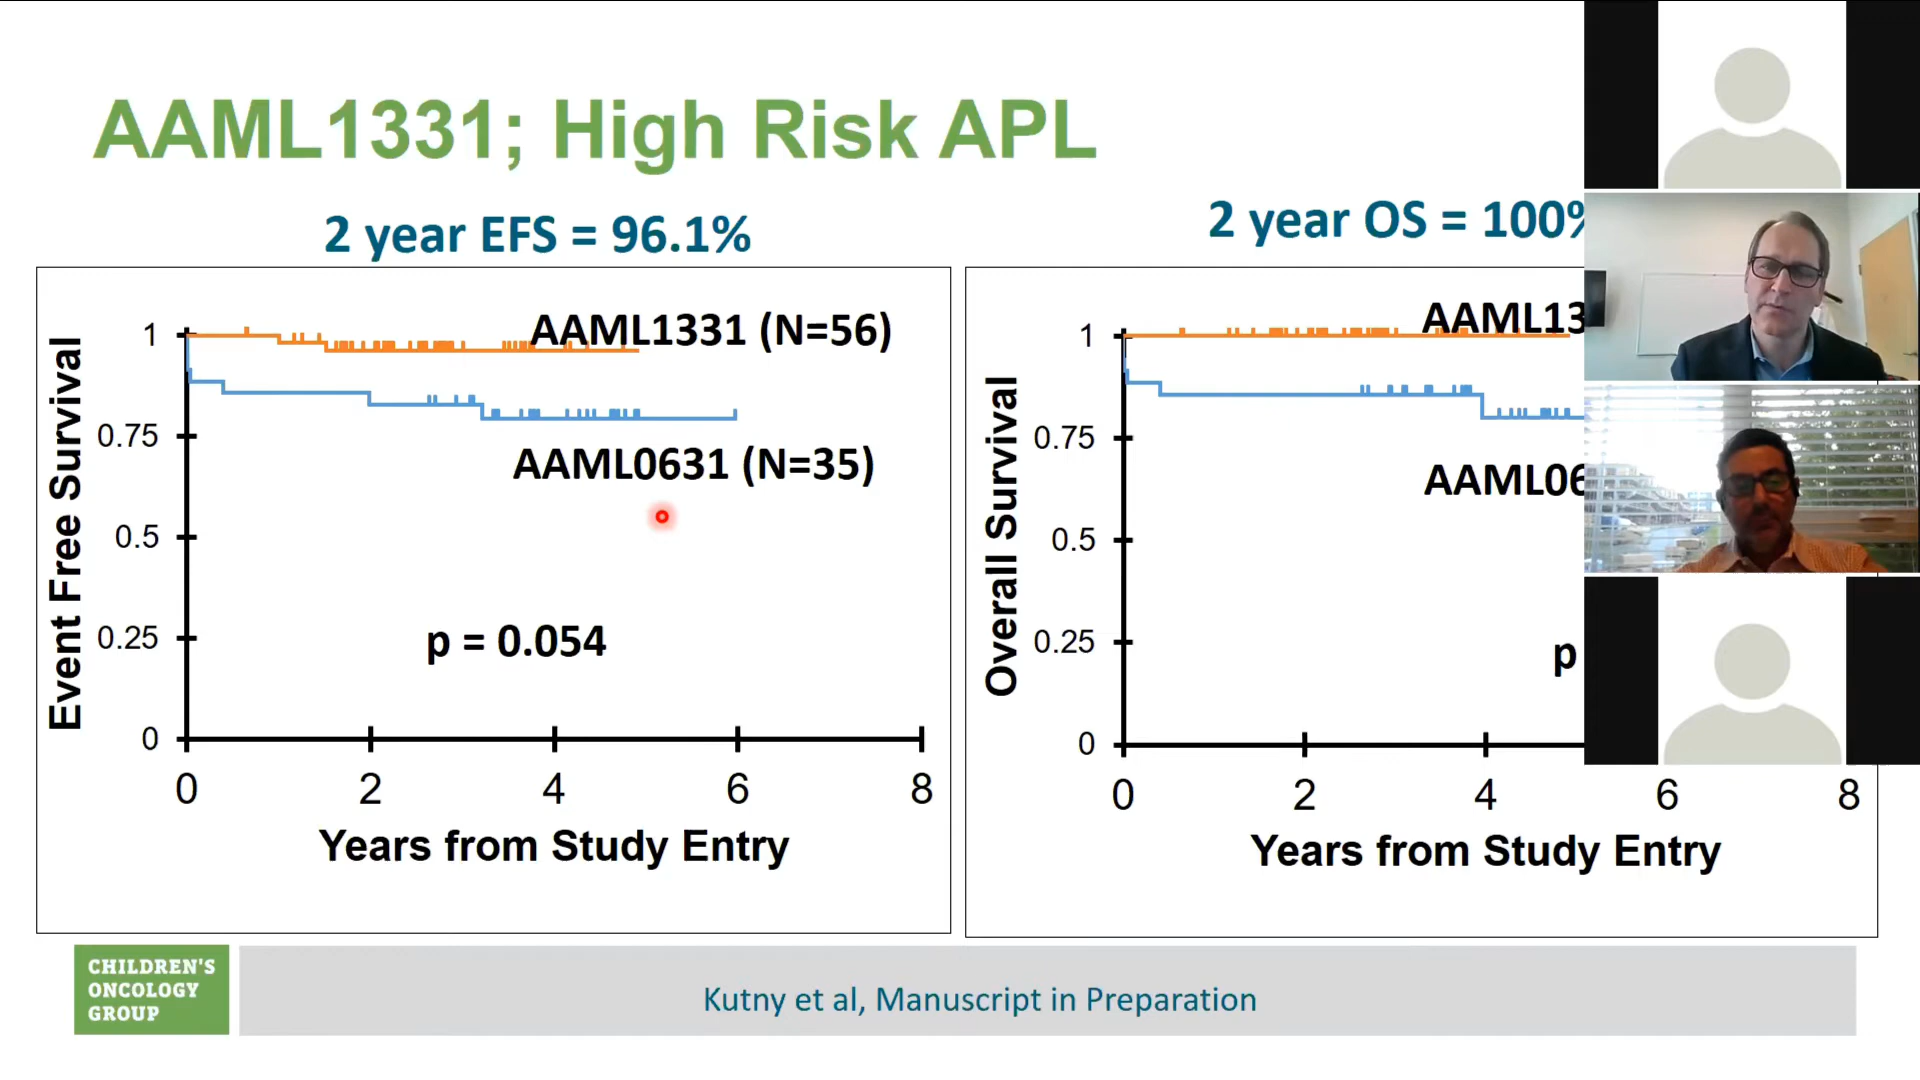 AAML1331; High Risk APL
2 year EFS = 96.1%
2 year OS = 100%
AAML1331 (N=56)
AAML0631 (N=35)
p = 0.054
Event Free Survival
1
0.75
0.5
0.25
0
0 2 4 6 8
Years from Study Entry
AAML13
AAML06
p
Overall Survival
1
0.75
0.5
0.25
0
0 2 4 6 8
Years from Study Entry
CHILDREN'S
ONCOLOGY
GROUP
Kutny et al, Manuscript in Preparation